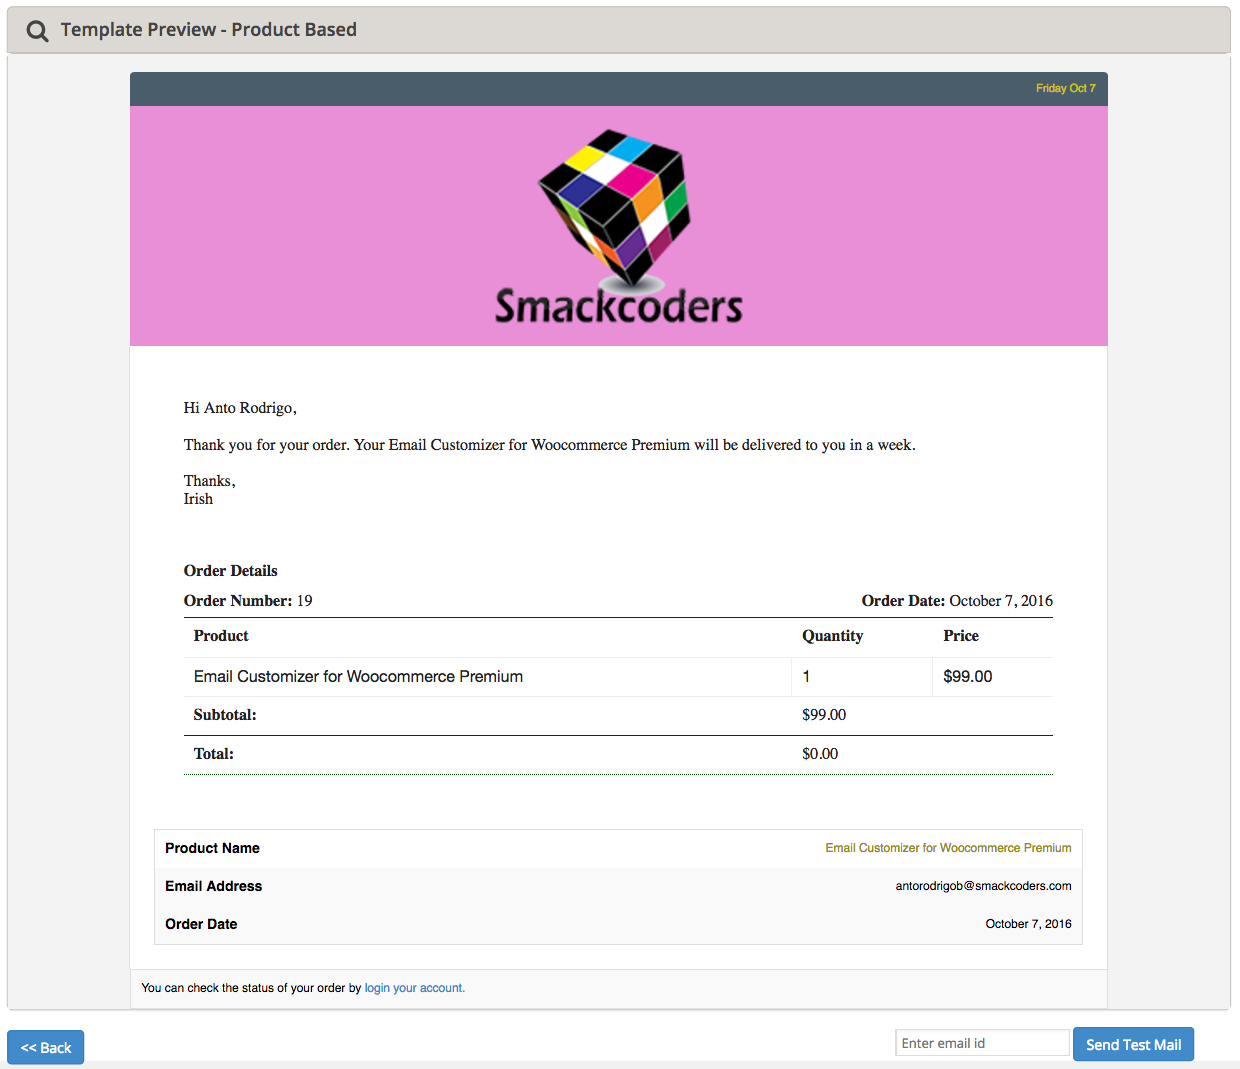 Template Preview - Product Based
Friday Oct 7
Smackcoders
Hi Anto Rodrigo,
Thank you for your order. Your Email Customizer for Woocommerce Premium will be delivered to you in a week.
Thanks,
Irish
Order Details
Order Number: 19 Order Date: October 7, 2016
Product Quantity Price
Email Customizer for Woocommerce Premium 1 $99.00
Subtotal: $99.00
Total: $0.00
Product Name Email Customizer for Woocommerce Premium
Email Address antorodrigob@smackcoders.com
Order Date October 7, 2016
You can check the status of your order by login your account.
<< Back Enter email id Send Test Mail